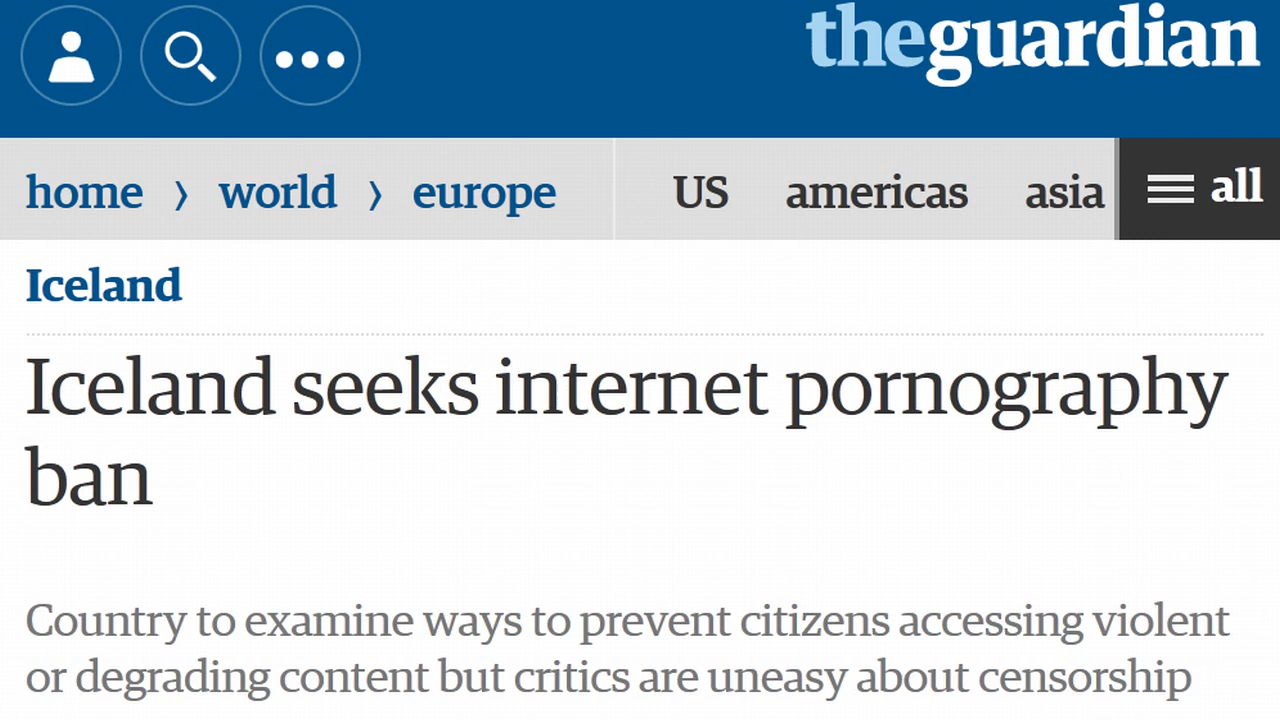 theguardian
home › world › europe US americas asia all
Iceland
Iceland seeks internet pornography
ban
Country to examine ways to prevent citizens accessing violent
or degrading content but critics are uneasy about censorship